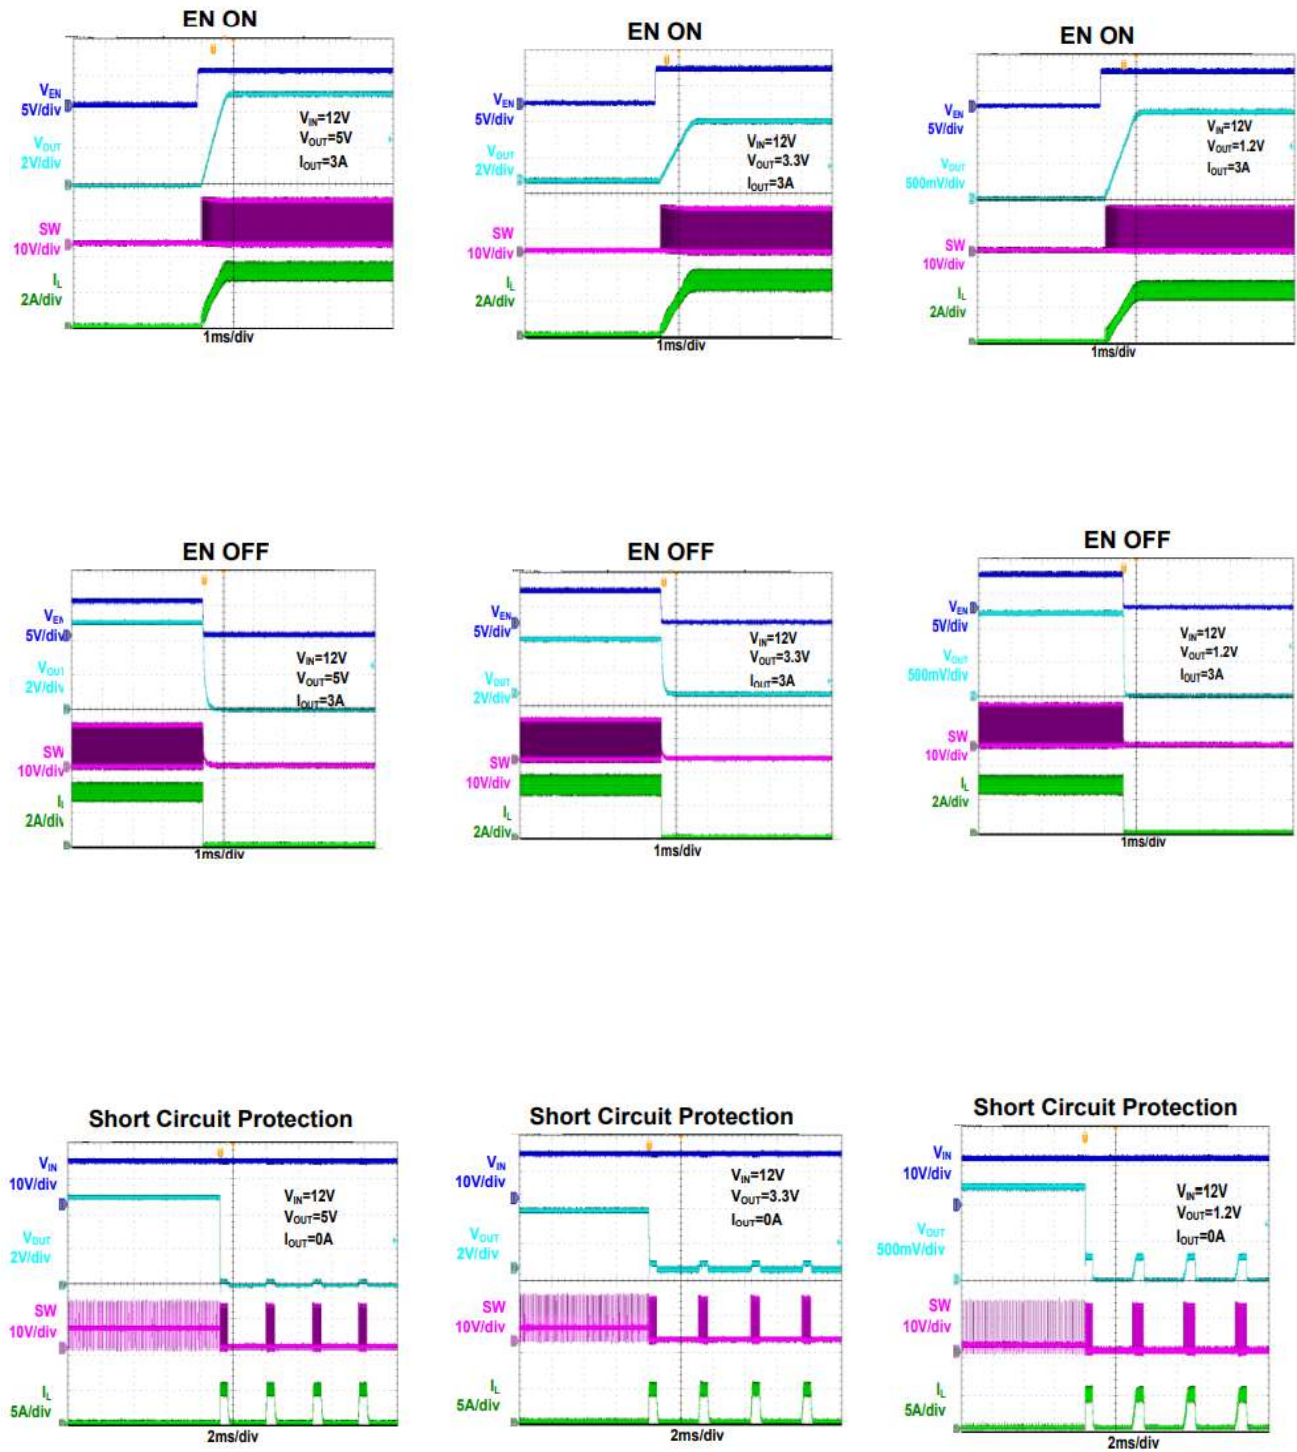 EN ON
VEN
5V/div
VOUT
2V/div
SW
10V/div
IL
2A/div
VIN=12V
VOUT=5V
IOUT=3A
1ms/div
EN ON
VEN
5V/div
VOUT
2V/div
SW
10V/div
IL
2A/div
VIN=12V
VOUT=3.3V
IOUT=3A
1ms/div
EN ON
VEN
5V/div
VOUT
500mV/div
SW
10V/div
IL
2A/div
VIN=12V
VOUT=1.2V
IOUT=3A
1ms/div
EN OFF
VEN
5V/div
VOUT
2V/div
SW
10V/div
IL
2A/div
VIN=12V
VOUT=5V
IOUT=3A
1ms/div
EN OFF
VEN
5V/div
VOUT
2V/div
SW
10V/div
IL
2A/div
VIN=12V
VOUT=3.3V
IOUT=3A
1ms/div
EN OFF
VEN
5V/div
VOUT
500mV/div
SW
10V/div
IL
2A/div
VIN=12V
VOUT=1.2V
IOUT=3A
1ms/div
Short Circuit Protection
VIN
10V/div
VOUT
2V/div
SW
10V/div
IL
5A/div
VIN=12V
VOUT=5V
IOUT=0A
2ms/div
Short Circuit Protection
VIN
10V/div
VOUT
2V/div
SW
10V/div
IL
5A/div
VIN=12V
VOUT=3.3V
IOUT=0A
2ms/div
Short Circuit Protection
VIN
10V/div
VOUT
500mV/div
SW
10V/div
IL
5A/div
VIN=12V
VOUT=1.2V
IOUT=0A
2ms/div